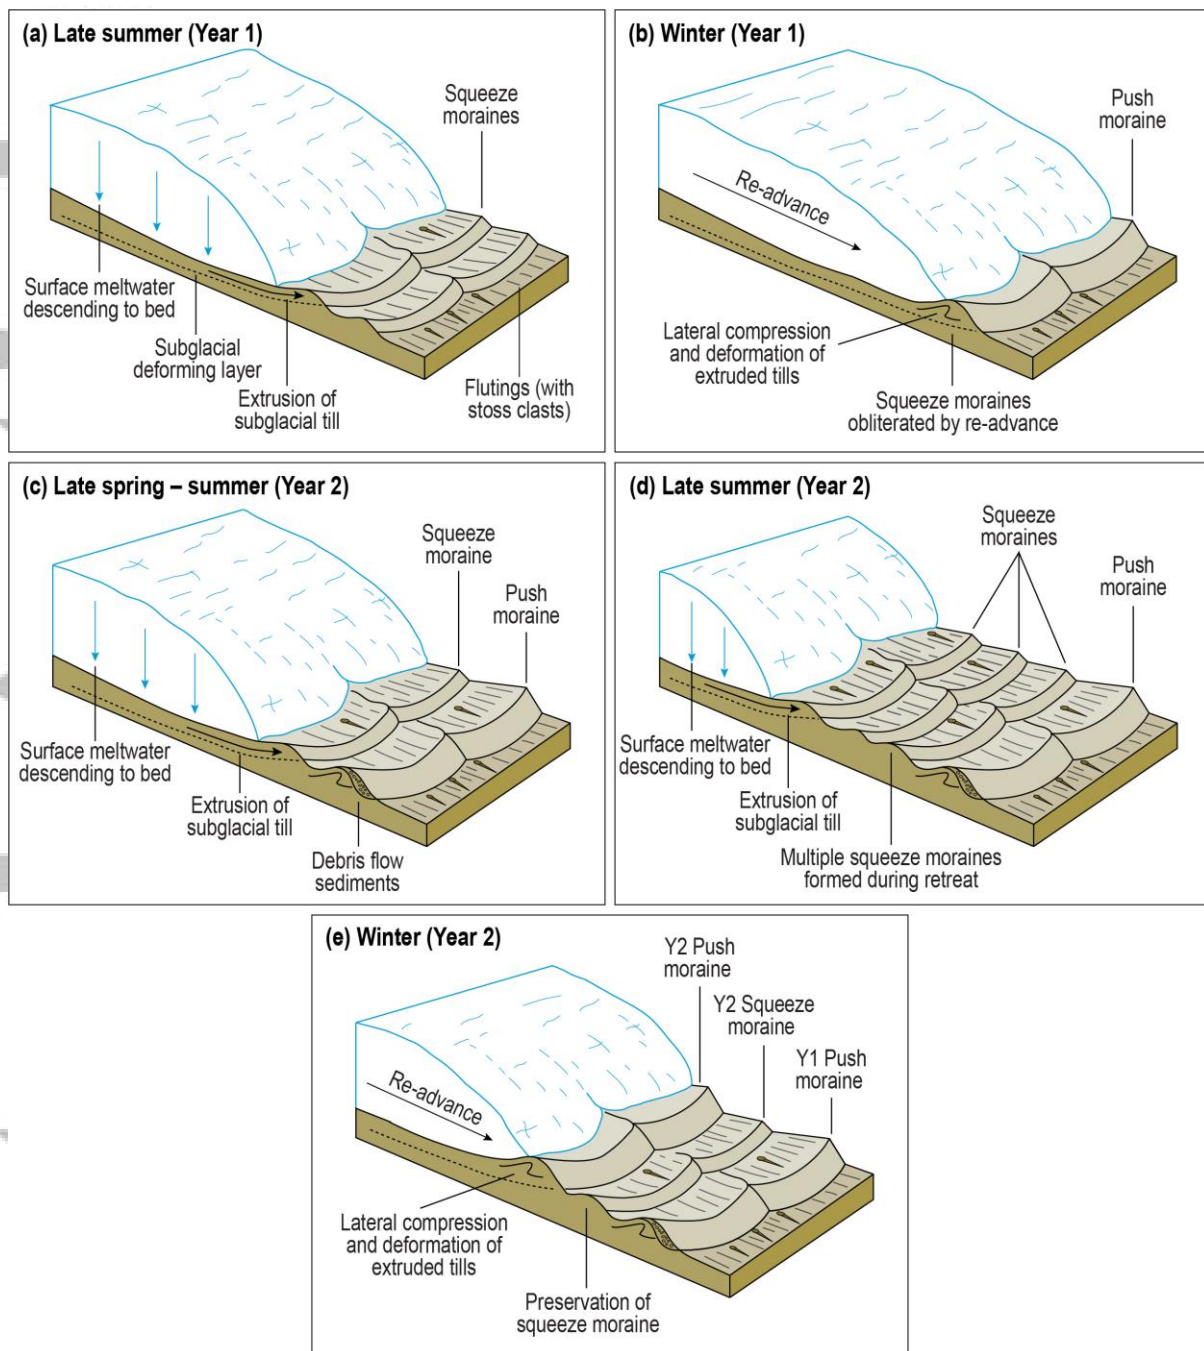 (a) Late summer (Year 1)
Squeeze
moraines
Surface meltwater
descending to bed
Subglacial
deforming layer
Extrusion of
subglacial till
Flutings (with
stoss clasts)
(b) Winter (Year 1)
Push
moraine
Re-advance
Lateral compression
and deformation of
extruded tills
Squeeze moraines
obliterated by re-advance
(c) Late spring – summer (Year 2)
Squeeze
moraine
Push
moraine
Surface meltwater
descending to bed
Extrusion of
subglacial till
Debris flow
sediments
(d) Late summer (Year 2)
Squeeze
moraines
Push
moraine
Surface meltwater
descending to bed
Extrusion of
subglacial till
Multiple squeeze moraines
formed during retreat
(e) Winter (Year 2)
Y2 Push
moraine
Y2 Squeeze
moraine
Y1 Push
moraine
Re-advance
Lateral compression
and deformation of
extruded tills
Preservation of
squeeze moraine